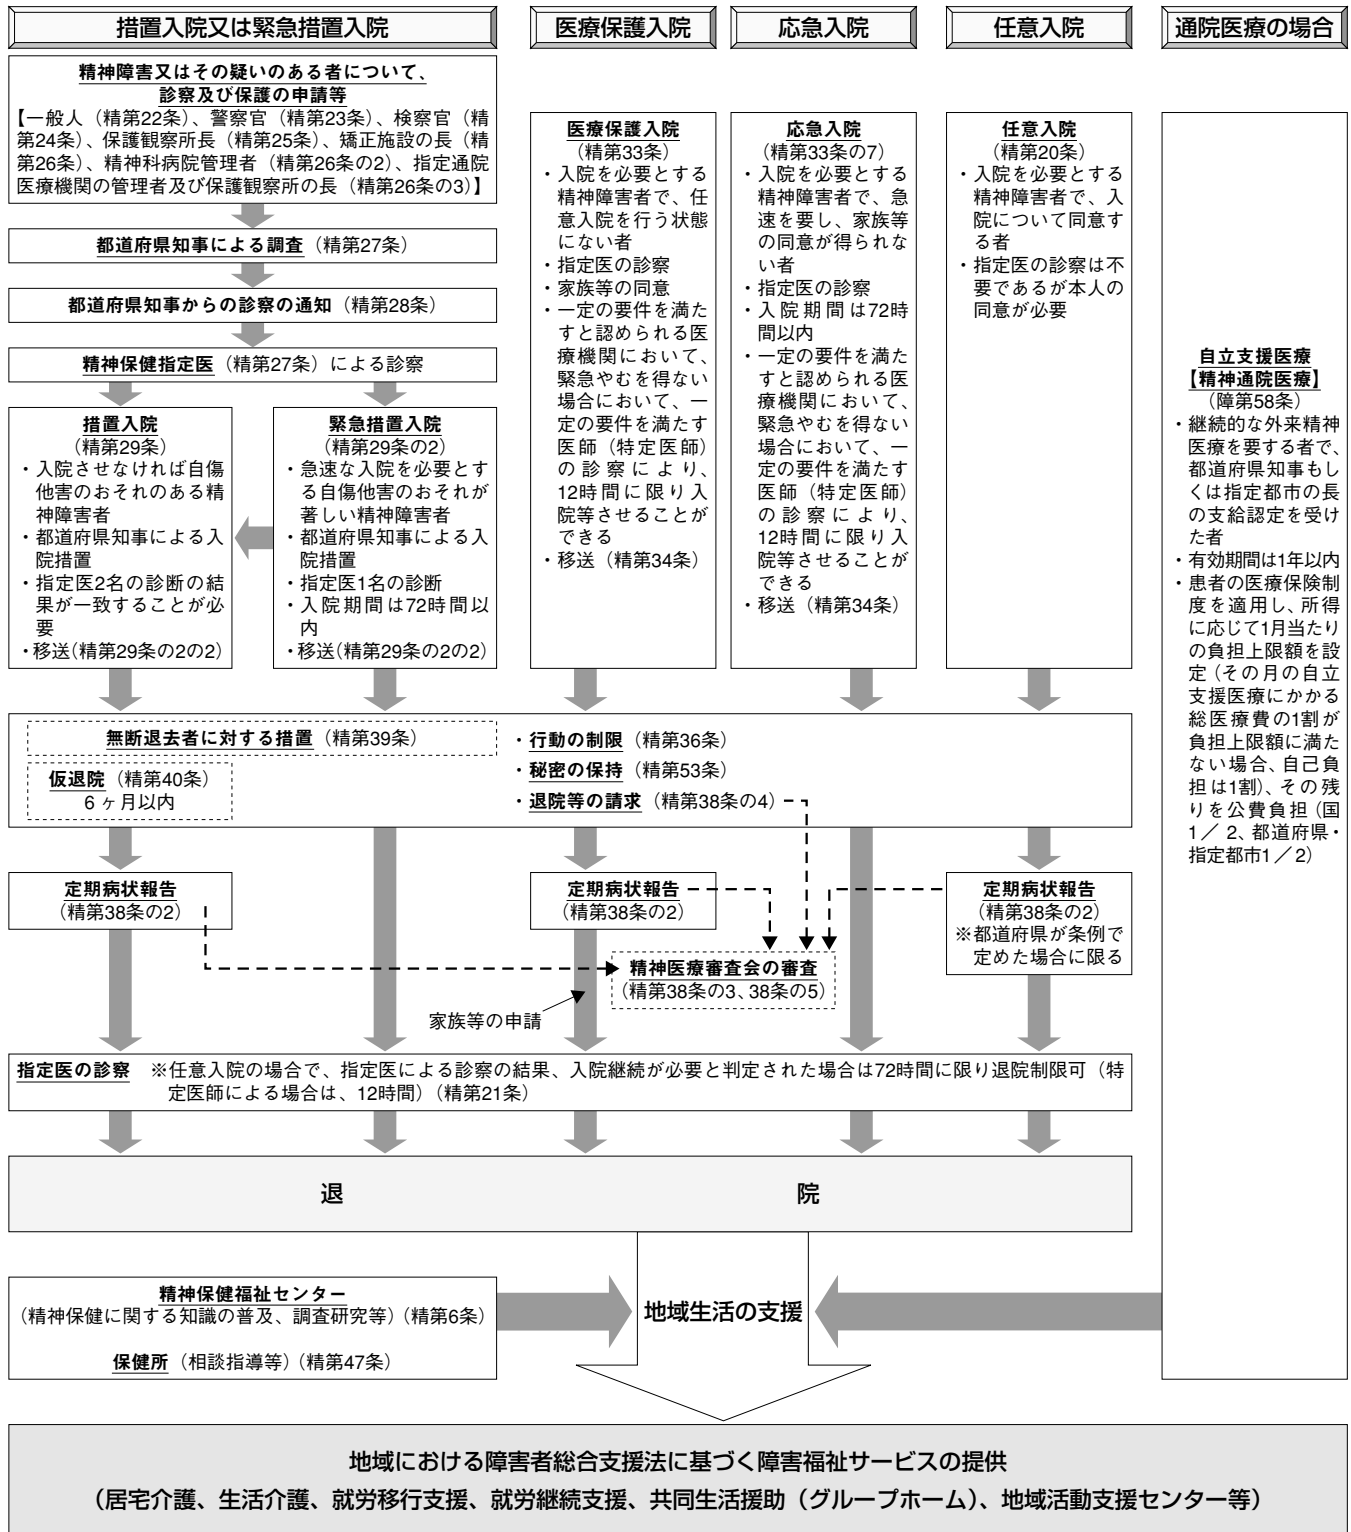 措置入院又は緊急措置入院
医療保護入院
応急入院
任意入院
通院医療の場合
精神障害又はその疑いのある者について、
診察及び保護の申請等
【一般人（精第22条）、警察官（精第23条）、検察官（精
第24条）、保護観察所長（精第25条）、矯正施設の長（精
第26条）、精神科病院管理者（精第26条の2）、指定通院
医療機関の管理者及び保護観察所の長（精第26条の3）】
都道府県知事による調査（精第27条）
都道府県知事からの診察の通知（精第28条）
精神保健指定医（精第27条）による診察
措置入院
（精第29条）
・入院させなければ自傷
他害のおそれのある精
神障害者
・都道府県知事による入
院措置
・指定医2名の診断の結
果が一致することが必
要
・移送（精第29条の2の2）
緊急措置入院
（精第29条の2）
・急速な入院を必要とす
る自傷他害のおそれが
著しい精神障害者
・都道府県知事による入
院措置
・指定医1名の診断
・入院期間は72時間以
内
・移送（精第29条の2の2）
医療保護入院
（精第33条）
・入院を必要とする
精神障害者で、任
意入院を行う状態
にない者
・指定医の診察
・家族等の同意
・一定の要件を満た
すと認められる医
療機関において、
緊急やむを得ない
場合において、一
定の要件を満たす
医師（特定医師）
の診察により、
12時間に限り入
院等させることが
できる
・移送（精第34条）
応急入院
（精第33条の7）
・入院を必要とする
精神障害者で、急
速を要し、家族等
の同意が得られな
い者
・指定医の診察
・入院期間は72時
間以内
・一定の要件を満た
すと認められる医
療機関において、
緊急やむを得ない
場合において、一
定の要件を満たす
医師（特定医師）
の診察により、
12時間に限り入
院等させることが
できる
・移送（精第34条）
任意入院
（精第20条）
・入院を必要とする
精神障害者で、入
院について同意す
る者
・指定医の診察は不
要であるが本人の
同意が必要
自立支援医療
【精神通院医療】
（障第58条）
・継続的な外来精神
医療を要する者で、
都道府県知事もし
くは指定都市の長
の支給認定を受け
た者
・有効期間は1年以内
・患者の医療保険制
度を適用し、所得
に応じて1月当たり
の負担上限額を設
定（その月の自立
支援医療にかかる
総医療費の1割が
負担上限額に満た
ない場合、自己負
担は1割）、その残
りを公費負担（国
1／2、都道府県・
指定都市1／2）
無断退去者に対する措置（精第39条）
仮退院（精第40条）
6ヶ月以内
・行動の制限（精第36条）
・秘密の保持（精第53条）
・退院等の請求（精第38条の4）
定期病状報告
（精第38条の2）
定期病状報告
（精第38条の2）
定期病状報告
（精第38条の2）
※都道府県が条例で
定めた場合に限る
精神医療審査会の審査
（精第38条の3、38条の5）
家族等の申請
指定医の診察　※任意入院の場合で、指定医による診察の結果、入院継続が必要と判定された場合は72時間に限り退院制限可（特
定医師による場合は、12時間）（精第21条）
退　院
精神保健福祉センター
（精神保健に関する知識の普及、調査研究等）（精第6条）
保健所（相談指導等）（精第47条）
地域生活の支援
地域における障害者総合支援法に基づく障害福祉サービスの提供
（居宅介護、生活介護、就労移行支援、就労継続支援、共同生活援助（グループホーム）、地域活動支援センター等）